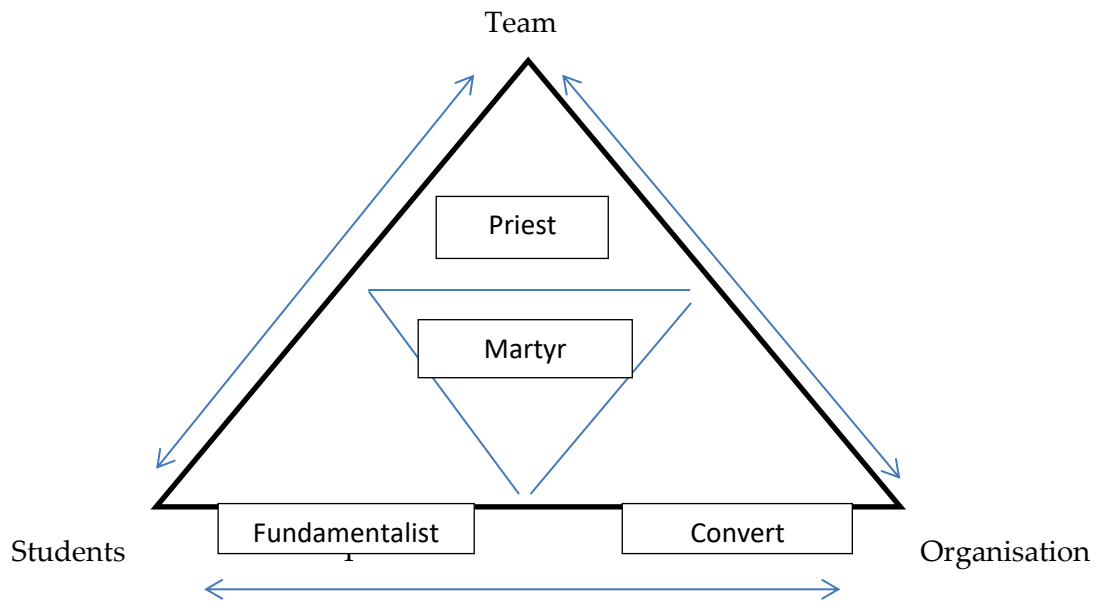 Team
Priest
Martyr
Fundamentalist
Convert
Students
Organisation